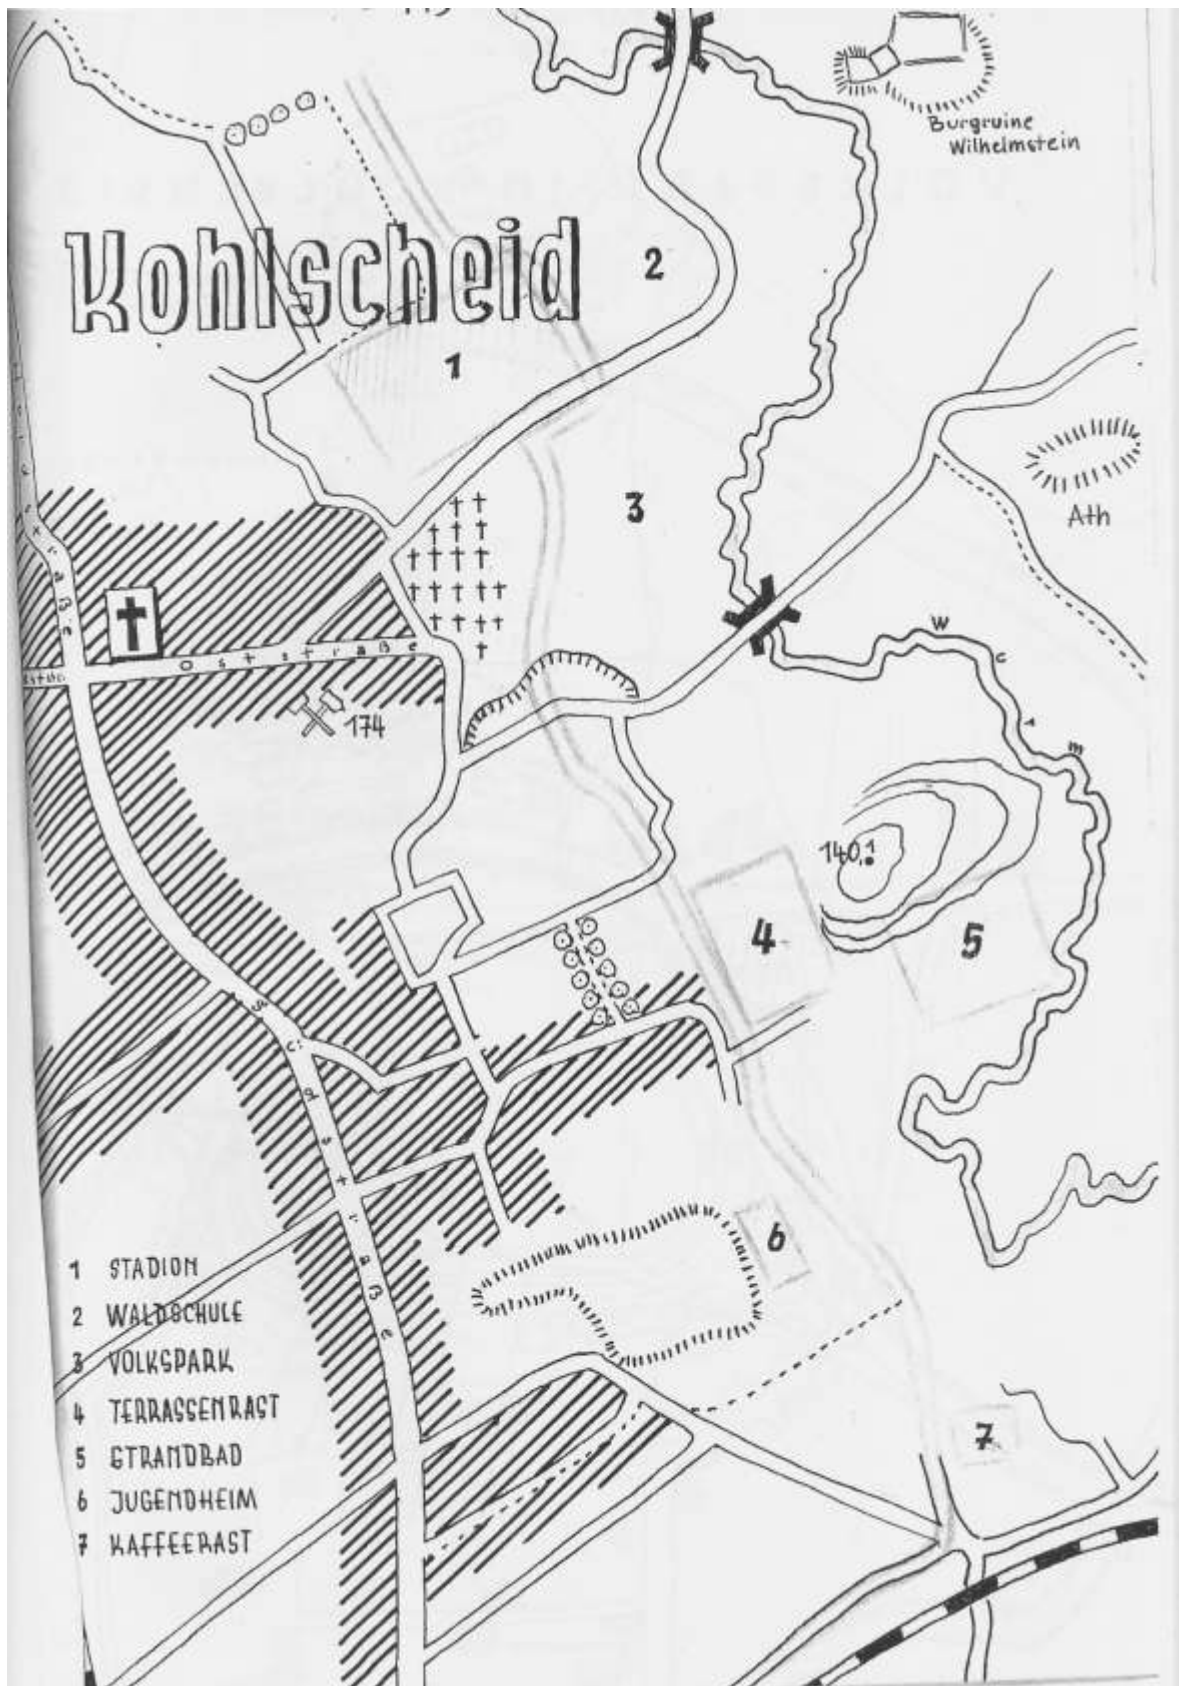 Burgruine
Wilhelmstein
Kohlscheid
2
1
3
Ath
Oststraße
174
W
u
r
m
140,1
4
5
Südstraße
6
7
1 STADION
2 WALDSCHULE
3 VOLKSPARK
4 TERRASSENRAST
5 STRANDBAD
6 JUGENDHEIM
7 KAFFEERAST